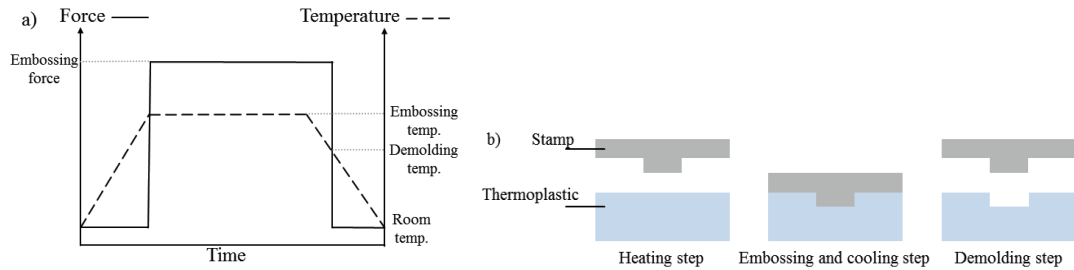 a)
Force
Temperature
Embossing
force
Embossing
temp.
Demolding
temp.
Room
temp.
Time
b)
Stamp
Thermoplastic
Heating step
Embossing and cooling step
Demolding step